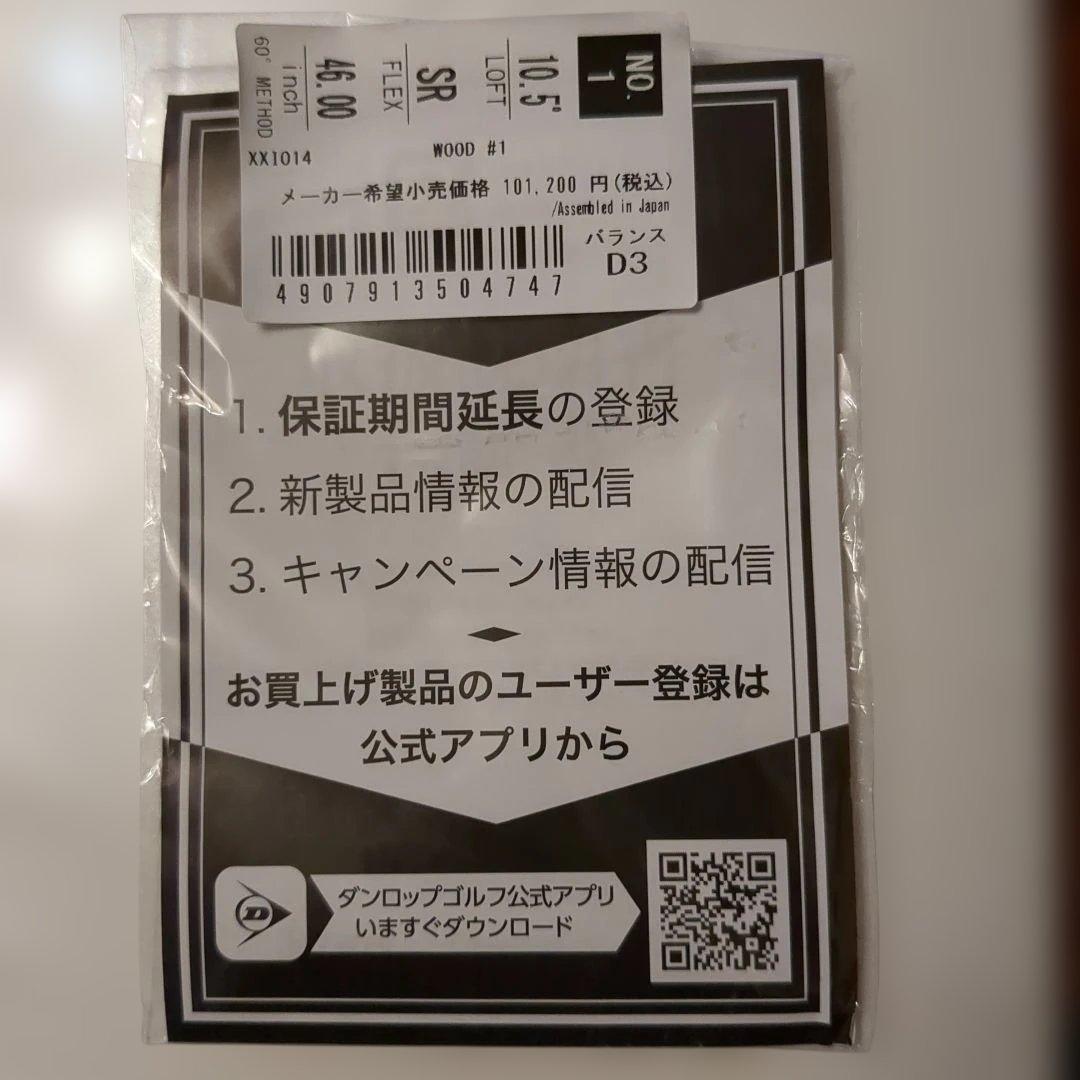 NO.
1
10.5°
LOFT
SR
FLEX
46.00
inch
60° METHOD
XXIO14
WOOD #1
メーカー希望小売価格 101,200 円(税込)
/Assembled in Japan
バランス
D3
4907913504747
1. 保証期間延長の登録
2. 新製品情報の配信
3. キャンペーン情報の配信
お買上げ製品のユーザー登録は
公式アプリから
D
ダンロップゴルフ公式アプリ
いますぐダウンロード